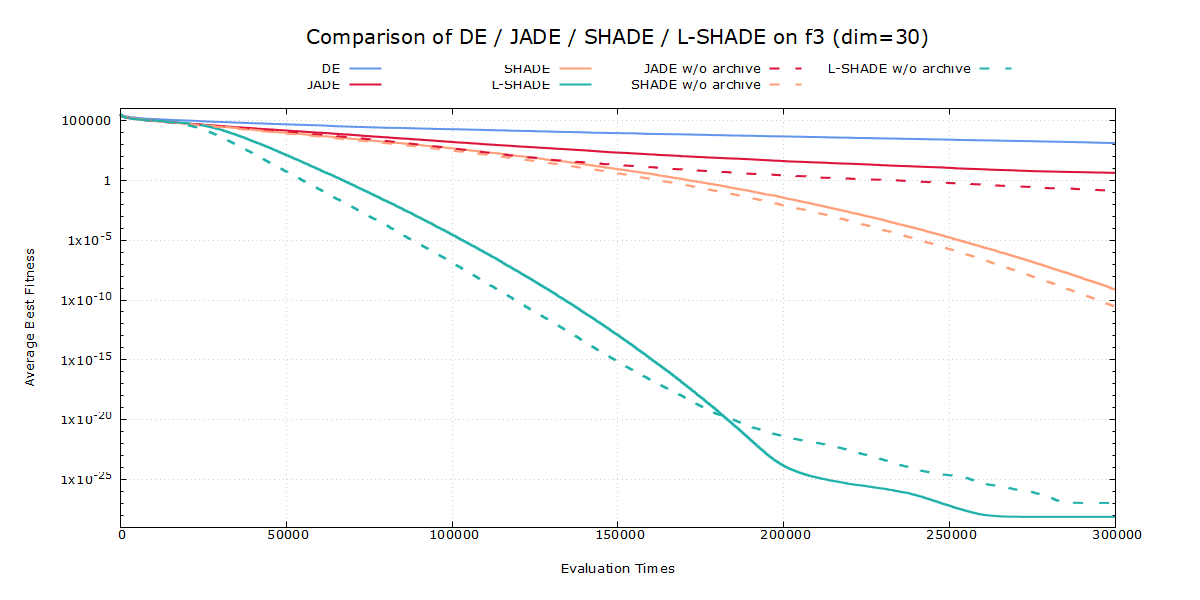 Comparison of DE / JADE / SHADE / L-SHADE on f3 (dim=30)
DE SHADE JADE w/o archive L-SHADE w/o archive
JADE L-SHADE SHADE w/o archive
100000
1
1x10^-5
1x10^-10
1x10^-15
1x10^-20
1x10^-25
Average Best Fitness
0 50000 100000 150000 200000 250000 300000
Evaluation Times